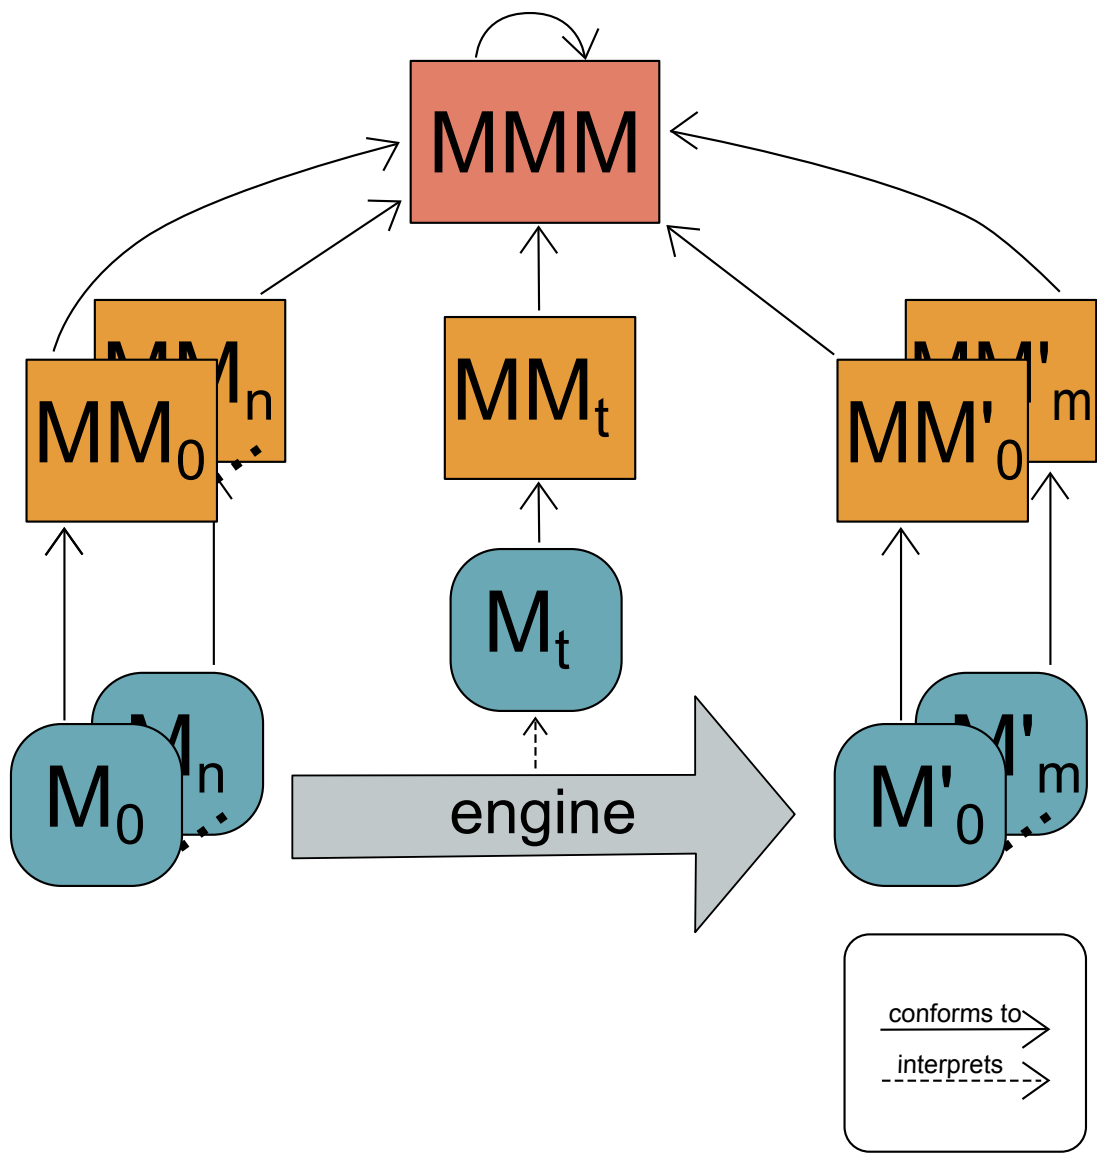 MMM
MMₙ
MM'ₘ
MM₀
MMₜ
MM'₀
Mₜ
Mₙ
M'ₘ
M₀
engine
M'₀
conforms to
interprets